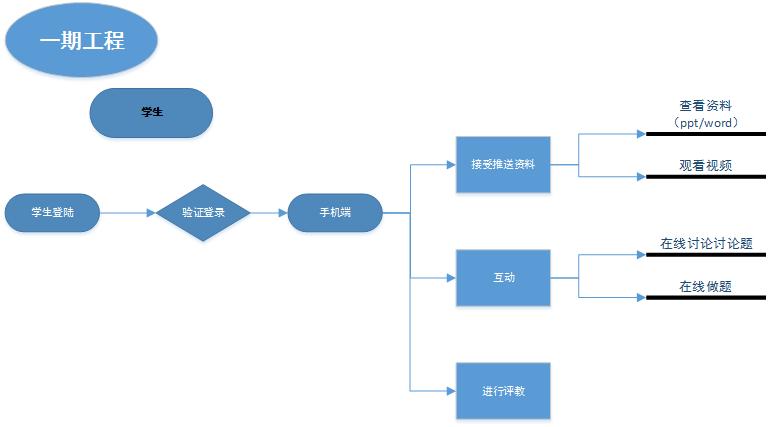 一期工程
学生
学生登陆
验证登录
手机端
接受推送资料
查看资料
（ppt/word）
观看视频
互动
在线讨论讨论题
在线做题
进行评教